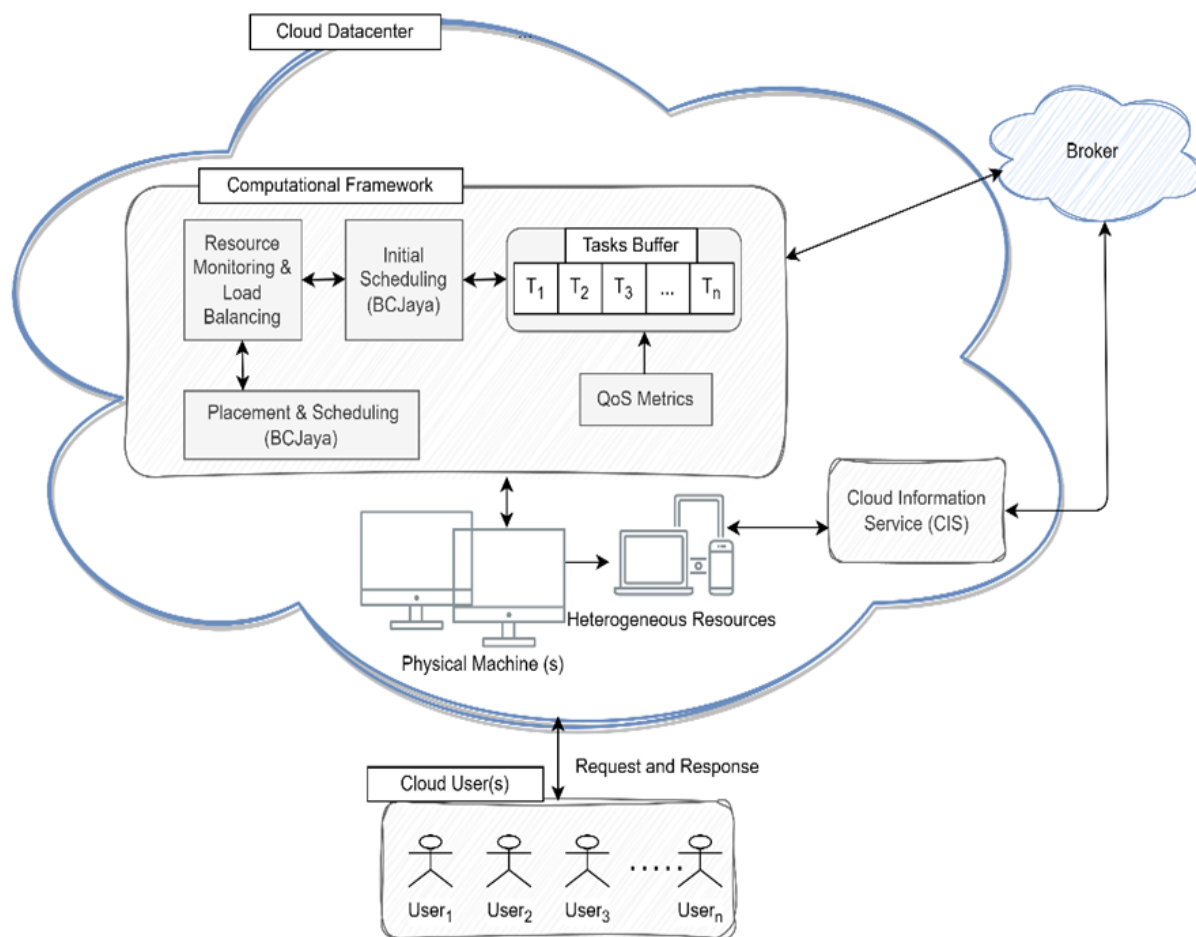 Cloud Datacenter
...
Broker
Computational Framework
Resource
Monitoring &
Load
Balancing
Initial
Scheduling
(BCJaya)
Tasks Buffer
T1 T2 T3 ... Tn
QoS Metrics
Placement & Scheduling
(BCJaya)
Cloud Information
Service (CIS)
Heterogeneous Resources
Physical Machine (s)
Request and Response
Cloud User(s)
.....
User1 User2 User3 Usern